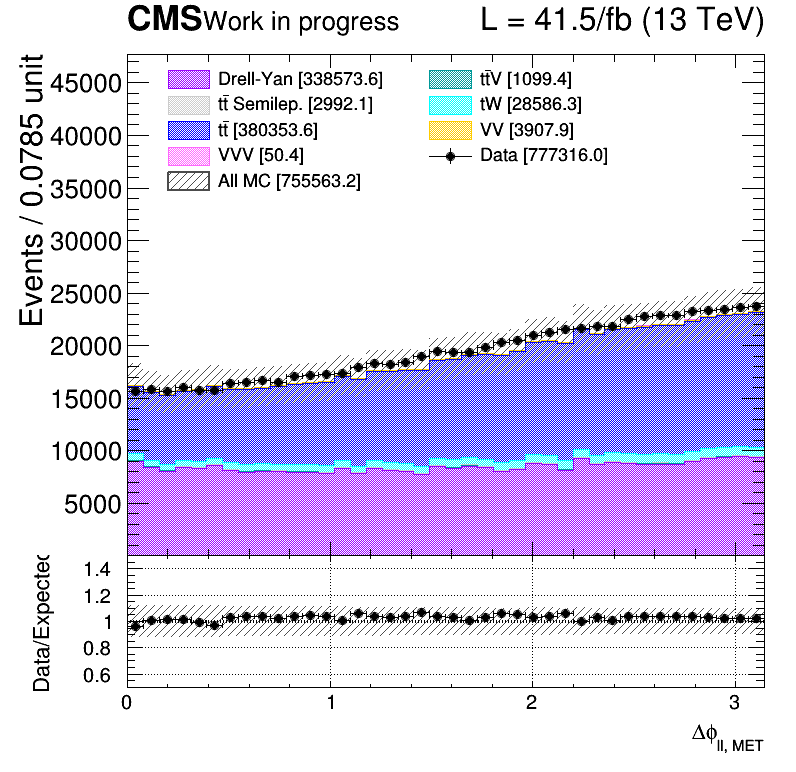 CMS Work in progress L = 41.5/fb (13 TeV)
Events / 0.0785 unit
45000
40000
35000
30000
25000
20000
15000
10000
5000
Drell-Yan [338573.6]
tt̄ Semilep. [2992.1]
tt̄ [380353.6]
VVV [50.4]
All MC [755563.2]
tt̄V [1099.4]
tW [28586.3]
VV [3907.9]
Data [777316.0]
Data/Expected
1.4
1.2
1
0.8
0.6
0 1 2 3
Δϕll, MET